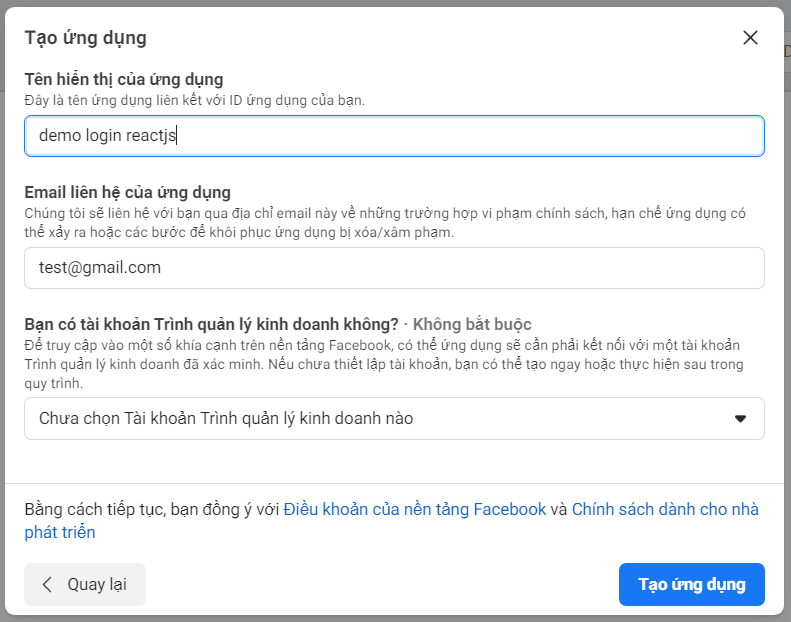 Tạo ứng dụng
Tên hiển thị của ứng dụng
Đây là tên ứng dụng liên kết với ID ứng dụng của bạn.
demo login reactjs
Email liên hệ của ứng dụng
Chúng tôi sẽ liên hệ với bạn qua địa chỉ email này về những trường hợp vi phạm chính sách, hạn chế ứng dụng có
thể xảy ra hoặc các bước để khôi phục ứng dụng bị xóa/xâm phạm.
test@gmail.com
Bạn có tài khoản Trình quản lý kinh doanh không? · Không bắt buộc
Để truy cập vào một số khía cạnh trên nền tảng Facebook, có thể ứng dụng sẽ cần phải kết nối với một tài khoản
Trình quản lý kinh doanh đã xác minh. Nếu chưa thiết lập tài khoản, bạn có thể tạo ngay hoặc thực hiện sau trong
quy trình.
Chưa chọn Tài khoản Trình quản lý kinh doanh nào
Bằng cách tiếp tục, bạn đồng ý với Điều khoản của nền tảng Facebook và Chính sách dành cho nhà
phát triển
Quay lại
Tạo ứng dụng